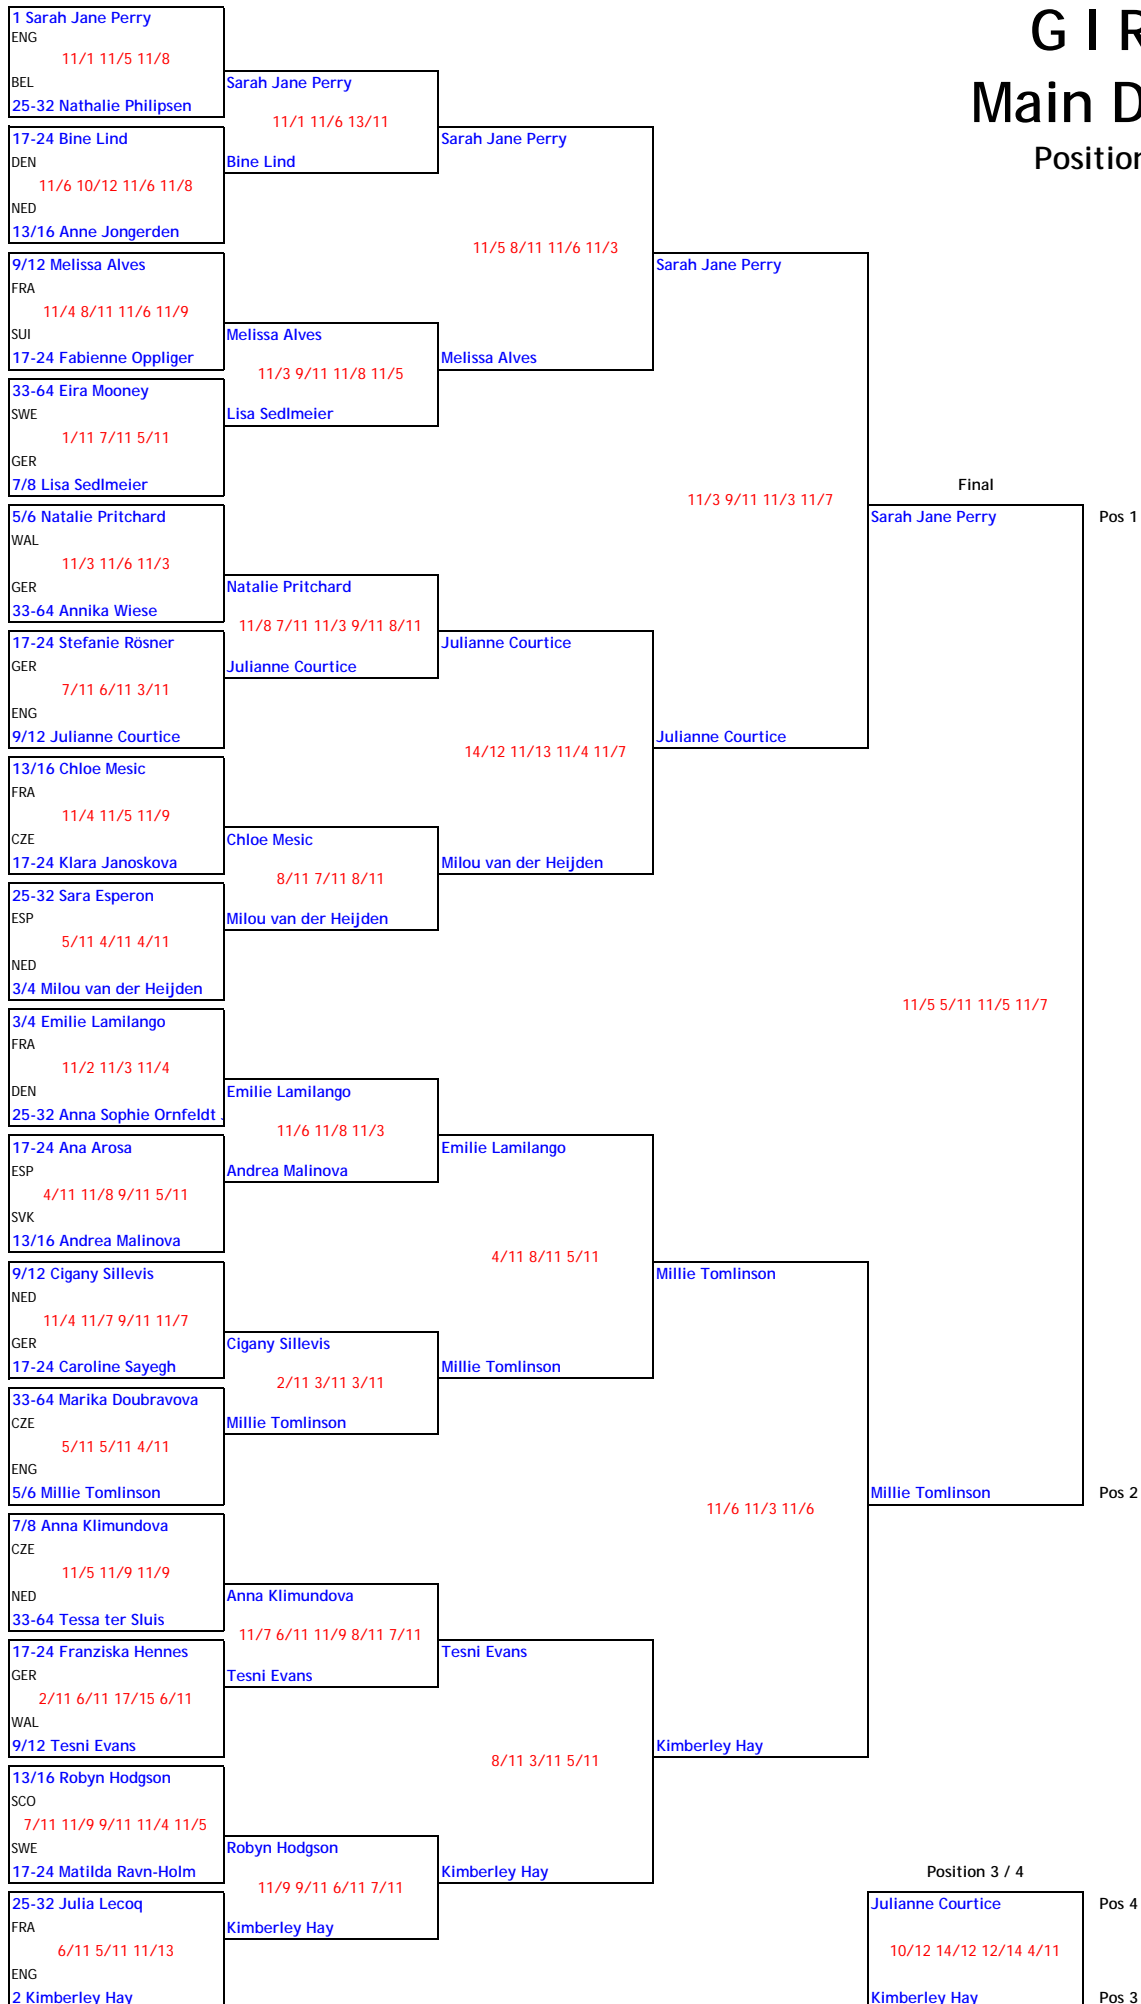 G I R
Main D
Position
1 Sarah Jane Perry
ENG
11/1 11/5 11/8
BEL
25-32 Nathalie Philipsen
17-24 Bine Lind
DEN
11/6 10/12 11/6 11/8
NED
13/16 Anne Jongerden
9/12 Melissa Alves
FRA
11/4 8/11 11/6 11/9
SUI
17-24 Fabienne Oppliger
33-64 Eira Mooney
SWE
1/11 7/11 5/11
GER
7/8 Lisa Sedlmeier
5/6 Natalie Pritchard
WAL
11/3 11/6 11/3
GER
33-64 Annika Wiese
17-24 Stefanie Rösner
GER
7/11 6/11 3/11
ENG
9/12 Julianne Courtice
13/16 Chloe Mesic
FRA
11/4 11/5 11/9
CZE
17-24 Klara Janoskova
25-32 Sara Esperon
ESP
5/11 4/11 4/11
NED
3/4 Milou van der Heijden
3/4 Emilie Lamilango
FRA
11/2 11/3 11/4
DEN
25-32 Anna Sophie Ornfeldt
17-24 Ana Arosa
ESP
4/11 11/8 9/11 5/11
SVK
13/16 Andrea Malinova
9/12 Cigany Sillevis
NED
11/4 11/7 9/11 11/7
GER
17-24 Caroline Sayegh
33-64 Marika Doubravova
CZE
5/11 5/11 4/11
ENG
5/6 Millie Tomlinson
7/8 Anna Klimundova
CZE
11/5 11/9 11/9
NED
33-64 Tessa ter Sluis
17-24 Franziska Hennes
GER
2/11 6/11 17/15 6/11
WAL
9/12 Tesni Evans
13/16 Robyn Hodgson
SCO
7/11 11/9 9/11 11/4 11/5
SWE
17-24 Matilda Ravn-Holm
25-32 Julia Lecoq
FRA
6/11 5/11 11/13
ENG
2 Kimberley Hay
Sarah Jane Perry
11/1 11/6 13/11
Bine Lind
Melissa Alves
11/3 9/11 11/8 11/5
Lisa Sedlmeier
Natalie Pritchard
11/8 7/11 11/3 9/11 8/11
Julianne Courtice
Chloe Mesic
8/11 7/11 8/11
Milou van der Heijden
Emilie Lamilango
11/6 11/8 11/3
Andrea Malinova
Cigany Sillevis
2/11 3/11 3/11
Millie Tomlinson
Anna Klimundova
11/7 6/11 11/9 8/11 7/11
Tesni Evans
Robyn Hodgson
11/9 9/11 6/11 7/11
Kimberley Hay
Sarah Jane Perry
11/5 8/11 11/6 11/3
Melissa Alves
Julianne Courtice
14/12 11/13 11/4 11/7
Milou van der Heijden
Emilie Lamilango
4/11 8/11 5/11
Millie Tomlinson
Tesni Evans
8/11 3/11 5/11
Kimberley Hay
Sarah Jane Perry
11/3 9/11 11/3 11/7
Julianne Courtice
Millie Tomlinson
11/6 11/3 11/6
Kimberley Hay
Final
Sarah Jane Perry
Pos 1
11/5 5/11 11/5 11/7
Millie Tomlinson
Pos 2
Position 3 / 4
Julianne Courtice
Pos 4
10/12 14/12 12/14 4/11
Kimberley Hay
Pos 3